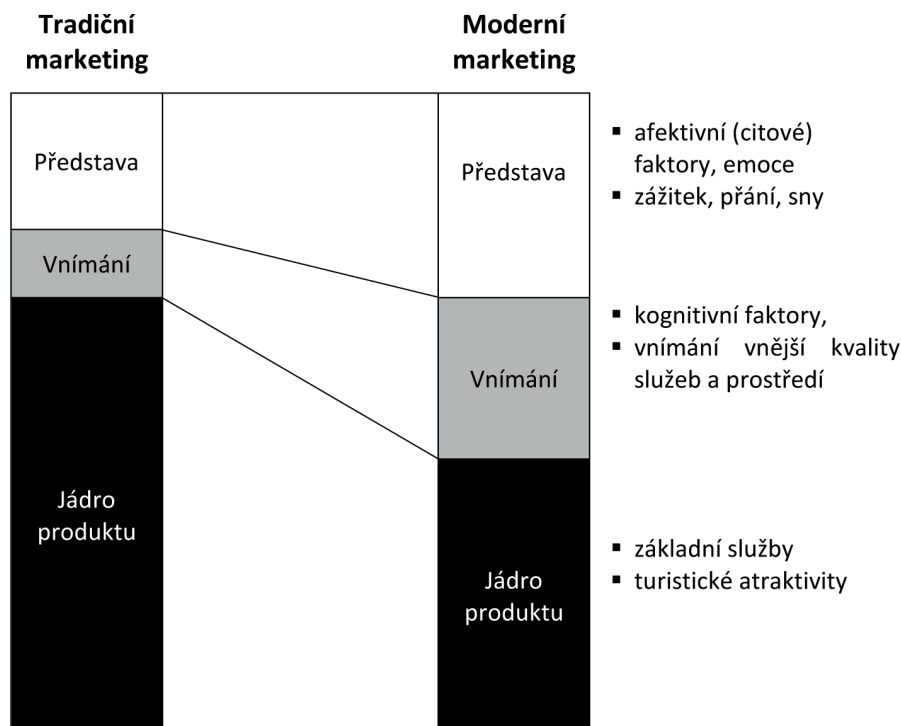 Tradiční
marketing
Moderní
marketing
Představa
Vnímání
Jádro
produktu
Představa
Vnímání
Jádro
produktu
▪ afektivní (citové)
faktory, emoce
▪ zážitek, přání, sny
▪ kognitivní faktory,
▪ vnímání vnější kvality
služeb a prostředí
▪ základní služby
▪ turistické atraktivity